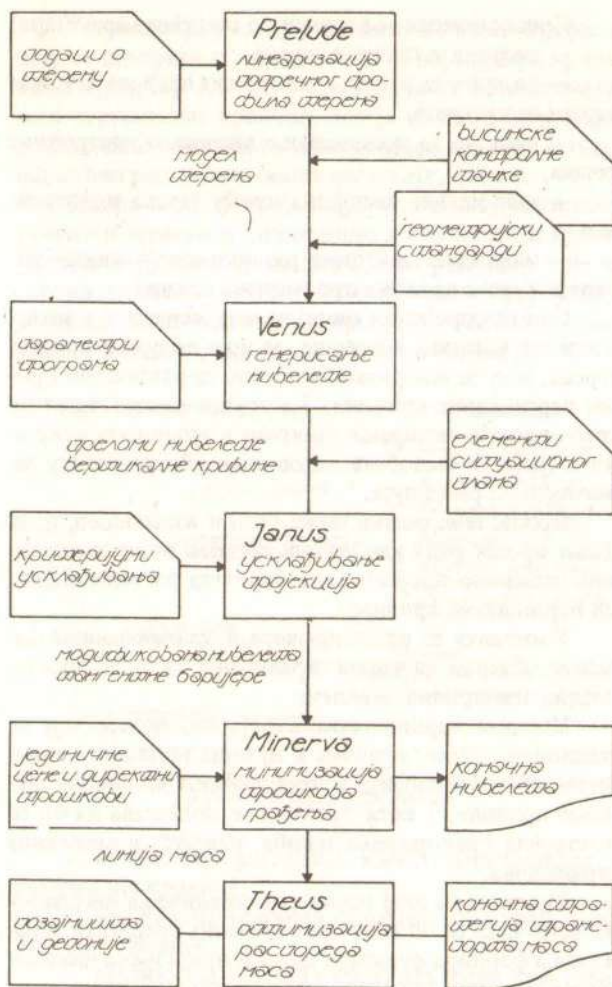 подаци о
терену
Prelude
линеаризација
попречног про-
фила терена
висинске
контролне
тачке
модел
терена
геометријски
стандарди
параметри
програма
Venus
генерисање
нивелете
преломи нивелете
вертикалне кривине
елементи
ситуационог
плана
критеријуми
усклађивања
Janus
усклађивање
пројекција
модификована нивелета
тангентне баријере
јединичне
цене и директни
трошкови
Minerva
минимизација
трошкова
грађења
коначна
нивелета
линија маса
позајмишта
и депоније
Theus
оптимизација
распореда
маса
коначна стра-
тегија транс-
порта маса